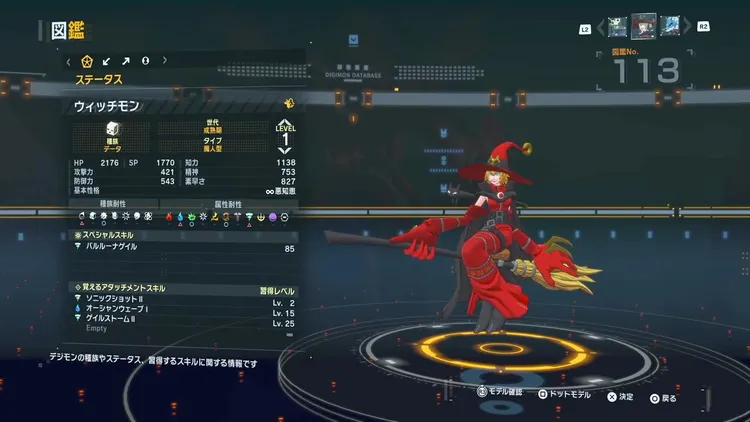 図鑑
L2
R2
ステータス
DIGIMON DATABASE
図鑑No.
113
ウィッチモン
種族
データ
世代
成熟期
タイプ
魔人型
LEVEL
1
HP 2176 SP 1770 知力 1138
攻撃力 421 精神 753
防御力 543 素早さ 827
基本性格 悪知恵
種族耐性 属性耐性
スペシャルスキル
バルルーナゲイル 85
覚えるアタッチメントスキル 習得レベル
ソニックショットⅡ Lv. 2
オーシャンウェーブⅠ Lv. 15
ゲイルストームⅡ Lv. 25
Empty
デジモンの種族やステータス、習得するスキルに関する情報です
モデル確認 ドットモデル 決定 戻る